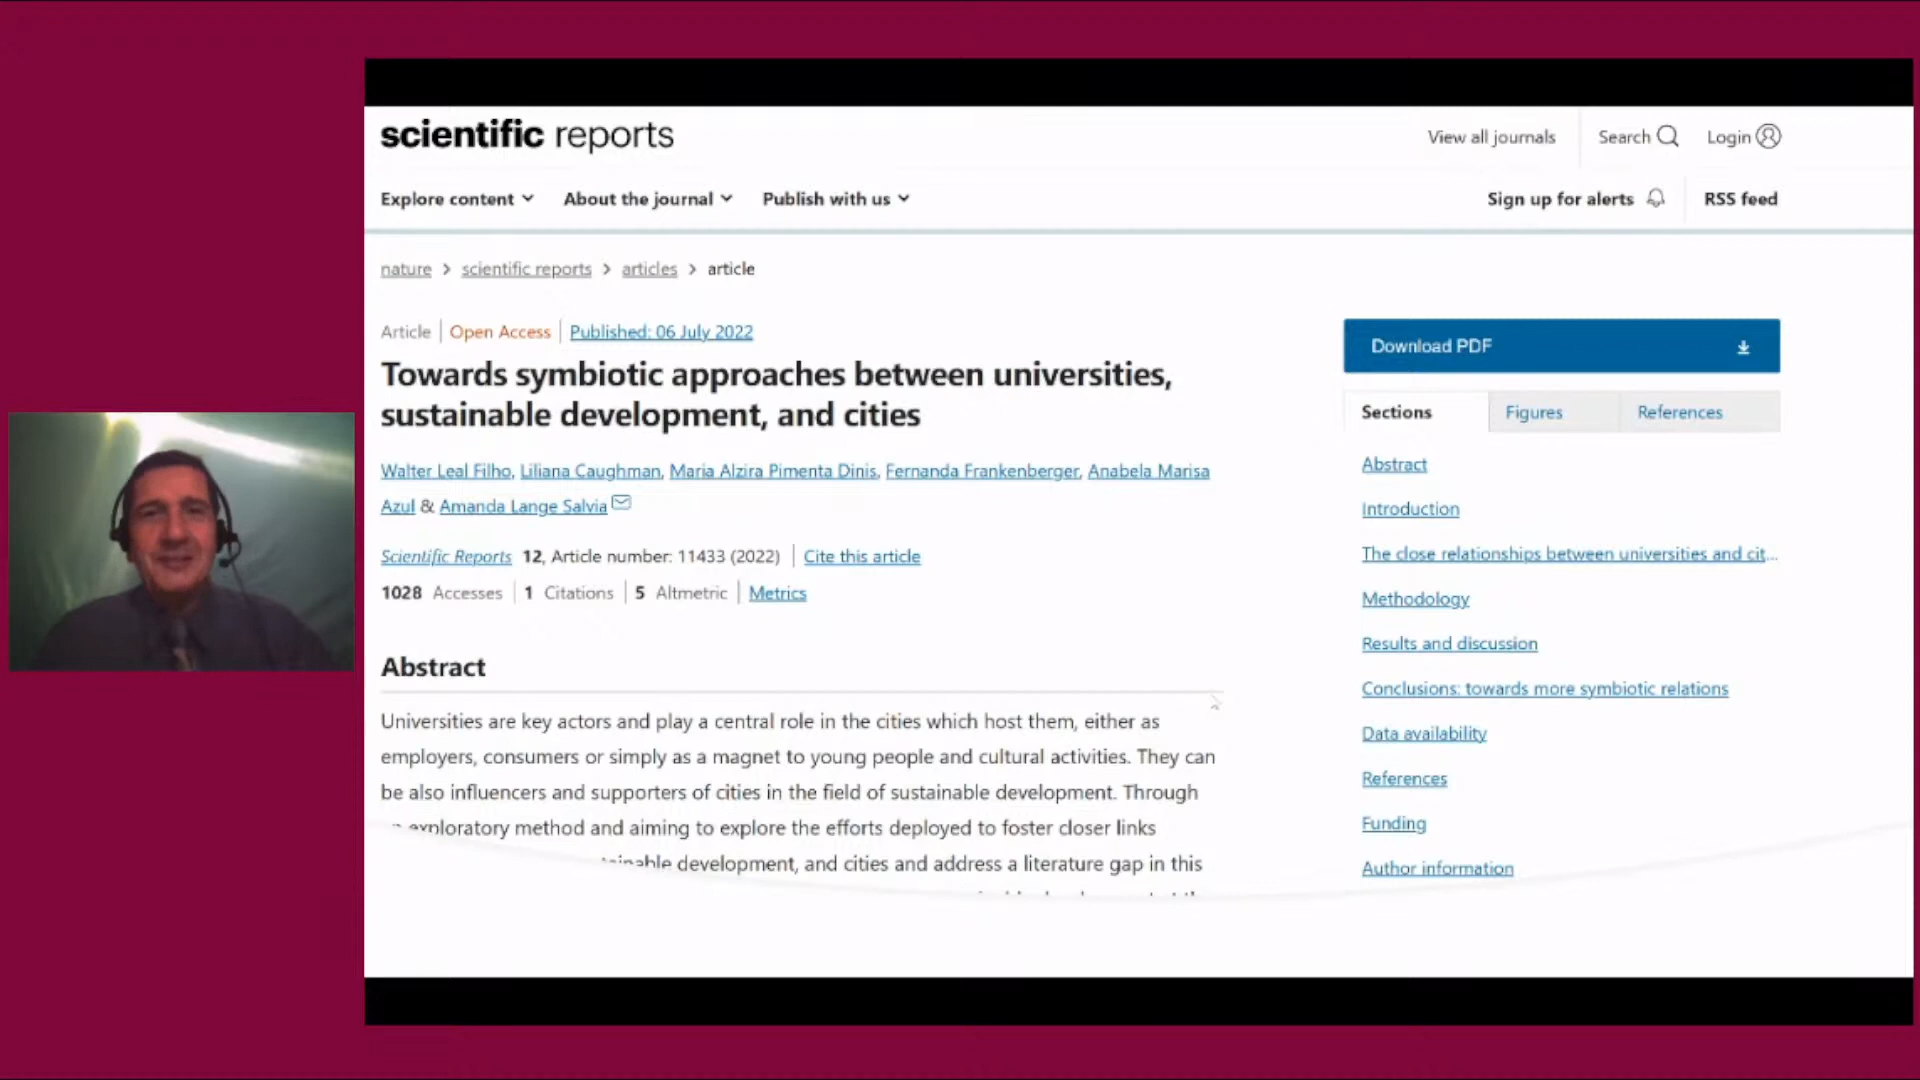 scientific reports
View all journals
Search
Login
Explore content
About the journal
Publish with us
Sign up for alerts
RSS feed
nature > scientific reports > articles > article
Article | Open Access | Published: 06 July 2022
Towards symbiotic approaches between universities,
sustainable development, and cities
Walter Leal Filho, Liliana Caughman, Maria Alzira Pimenta Dinis, Fernanda Frankenberger, Anabela Marisa
Azul & Amanda Lange Salvia
Scientific Reports 12, Article number: 11433 (2022) | Cite this article
1028 Accesses | 1 Citations | 5 Altmetric | Metrics
Abstract
Universities are key actors and play a central role in the cities which host them, either as
employers, consumers or simply as a magnet to young people and cultural activities. They can
be also influencers and supporters of cities in the field of sustainable development. Through
exploratory method and aiming to explore the efforts deployed to foster closer links
development, and cities and address a literature gap in this
Download PDF
Sections
Figures
References
Abstract
Introduction
The close relationships between universities and cit...
Methodology
Results and discussion
Conclusions: towards more symbiotic relations
Data availability
References
Funding
Author information